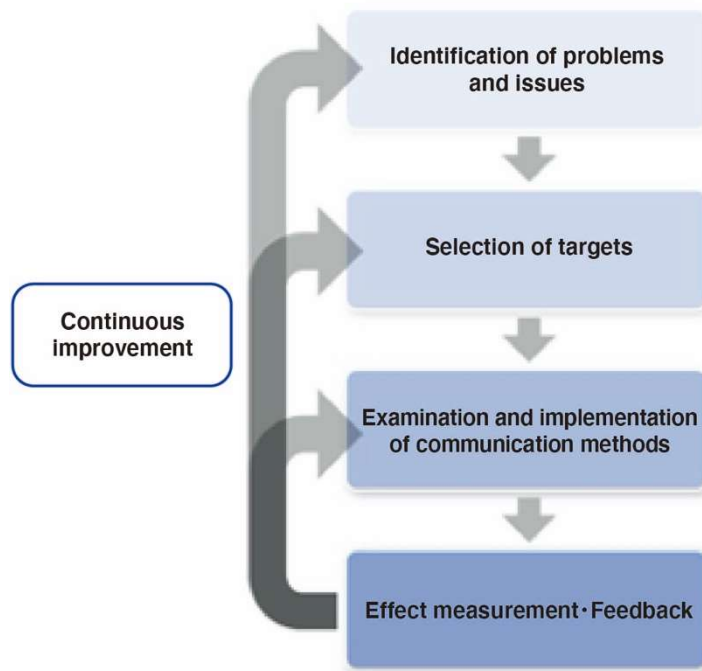 Identification of problems
and issues
Selection of targets
Continuous
improvement
Examination and implementation
of communication methods
Effect measurement・Feedback